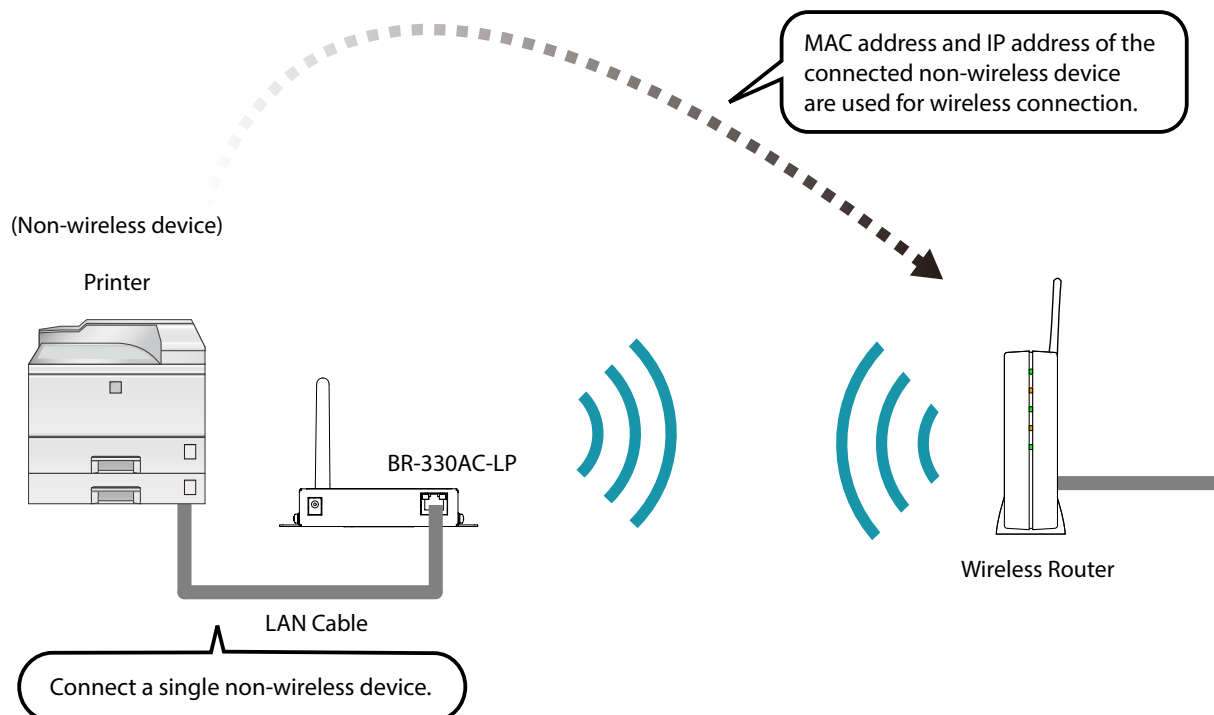 MAC address and IP address of the
connected non-wireless device
are used for wireless connection.
(Non-wireless device)
Printer
BR-330AC-LP
Wireless Router
LAN Cable
Connect a single non-wireless device.